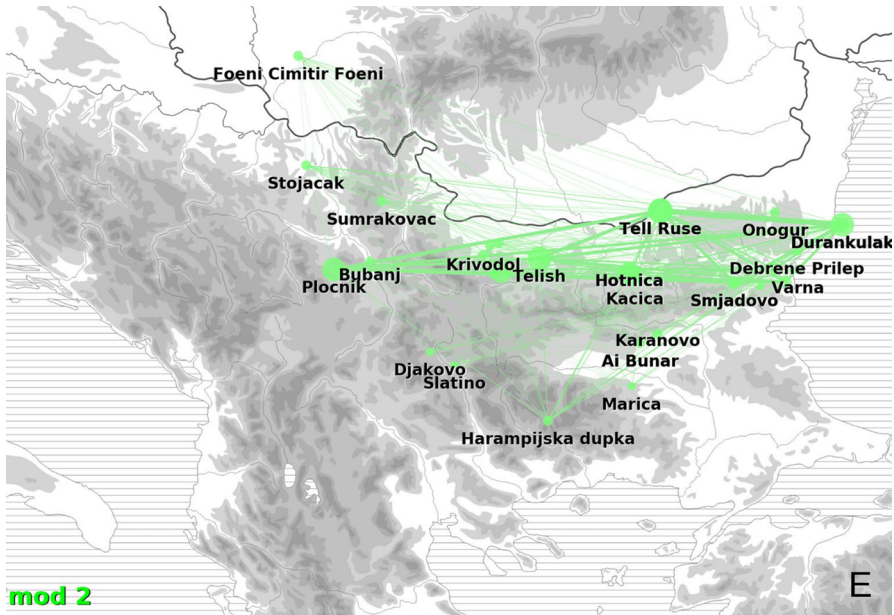 Foeni Cimitir Foeni
Stojacak
Sumrakovac
Tell Ruse
Onogur
Durankulak
Bubanj
Krivodol
Telish
Hotnica
Debrene Prilep
Plocnik
Kacica
Smjadovo
Varna
Karanovo
Ai Bunar
Djakovo
Slatino
Marica
Harampijska dupka
mod 2
E